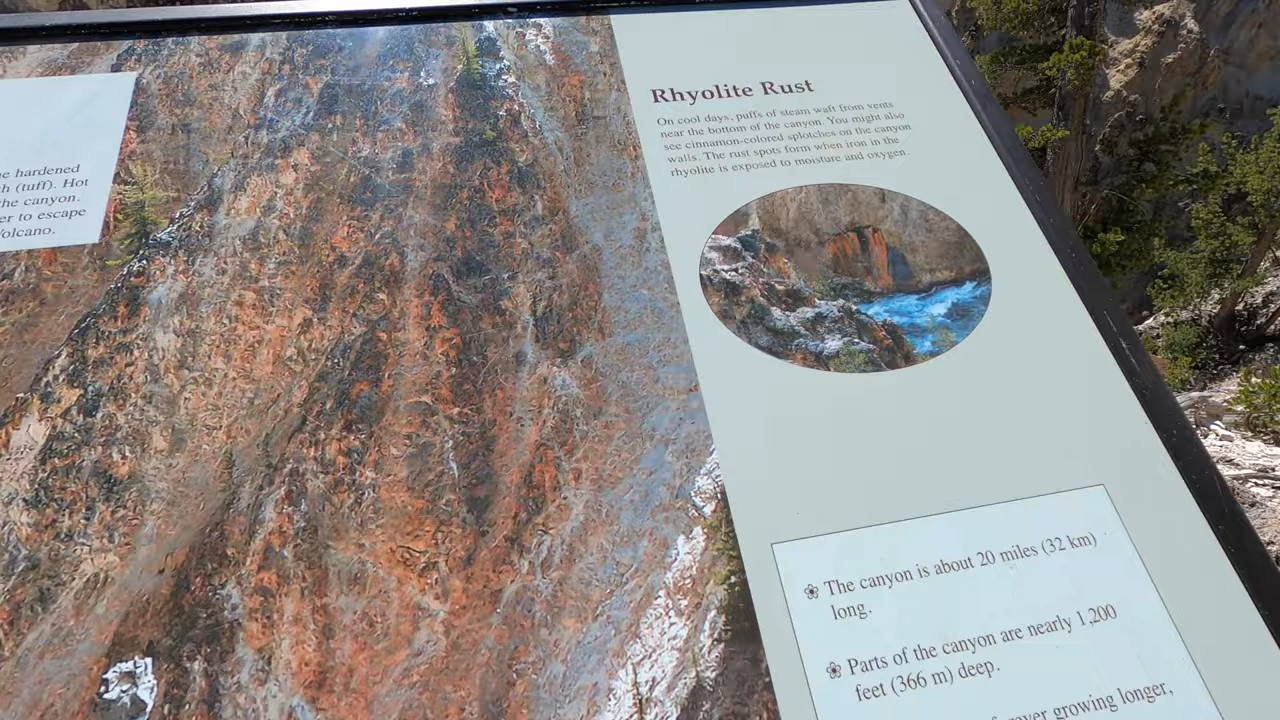 e hardened
h (tuff). Hot
the canyon.
er to escape
Volcano.
Rhyolite Rust
On cool days, puffs of steam waft from vents
near the bottom of the canyon. You might also
see cinnamon-colored splotches on the canyon
walls. The rust spots form when iron in the
rhyolite is exposed to moisture and oxygen.
The canyon is about 20 miles (32 km)
long.
Parts of the canyon are nearly 1,200
feet (366 m) deep.
growing longer,